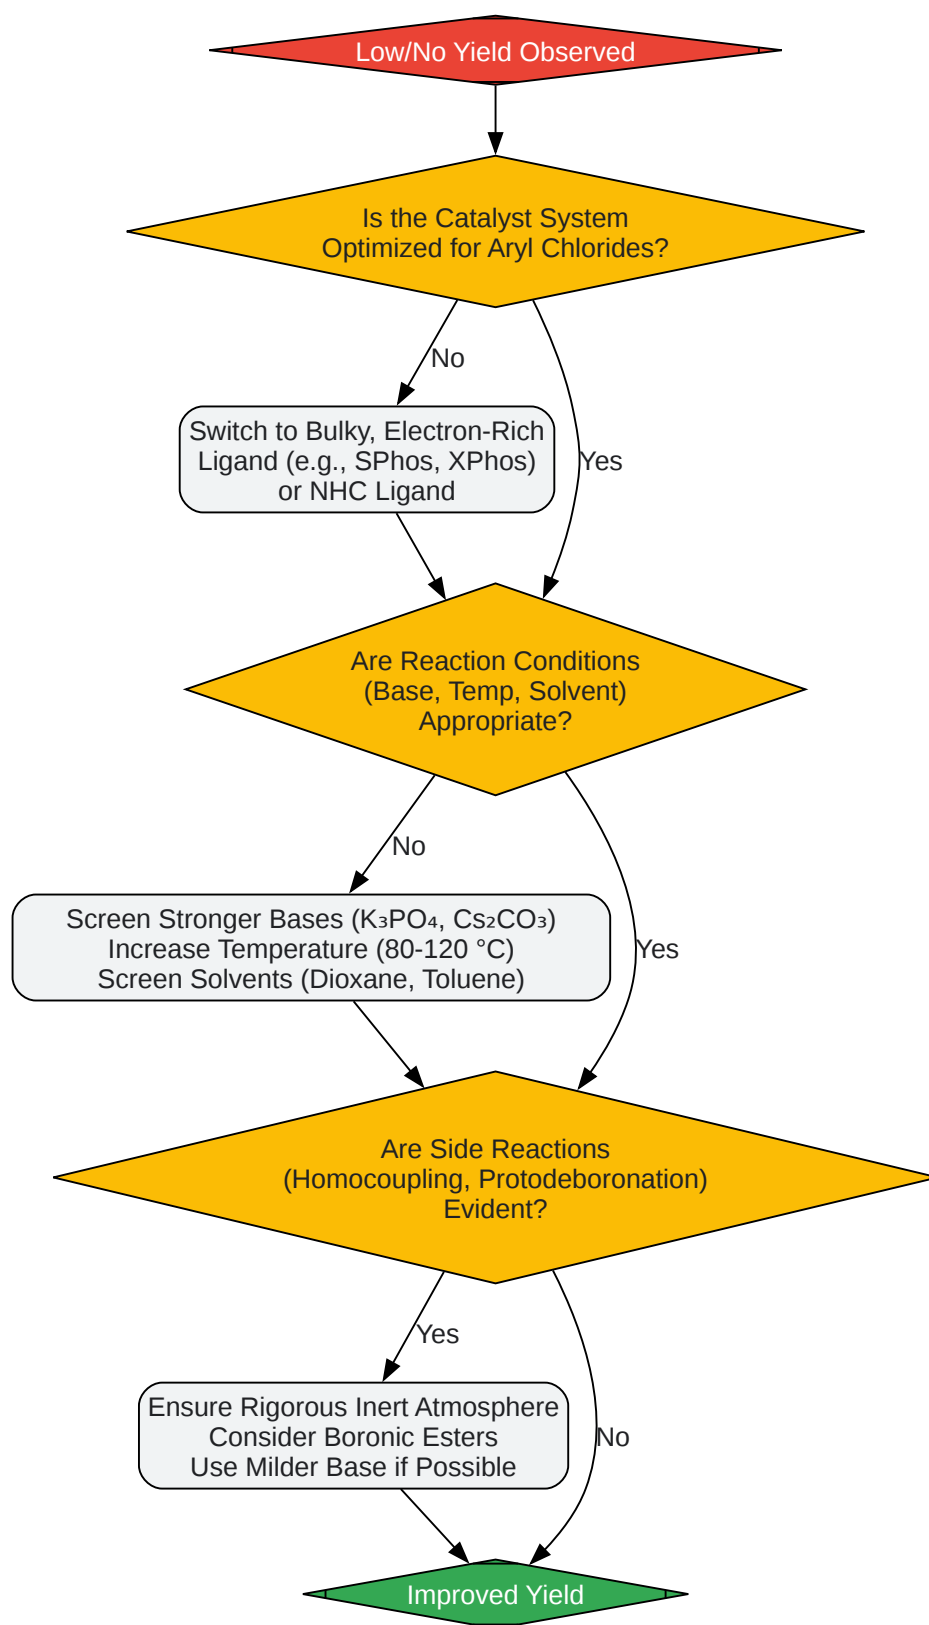 Low/No Yield Observed
Is the Catalyst System
Optimized for Aryl Chlorides?
No
Switch to Bulky, Electron-Rich
Ligand (e.g., SPhos, XPhos)
or NHC Ligand
Yes
Are Reaction Conditions
(Base, Temp, Solvent)
Appropriate?
No
Screen Stronger Bases (K₃PO₄, Cs₂CO₃)
Increase Temperature (80-120 °C)
Screen Solvents (Dioxane, Toluene)
Yes
Are Side Reactions
(Homocoupling, Protodeboronation)
Evident?
Yes
Ensure Rigorous Inert Atmosphere
Consider Boronic Esters
Use Milder Base if Possible
No
Improved Yield